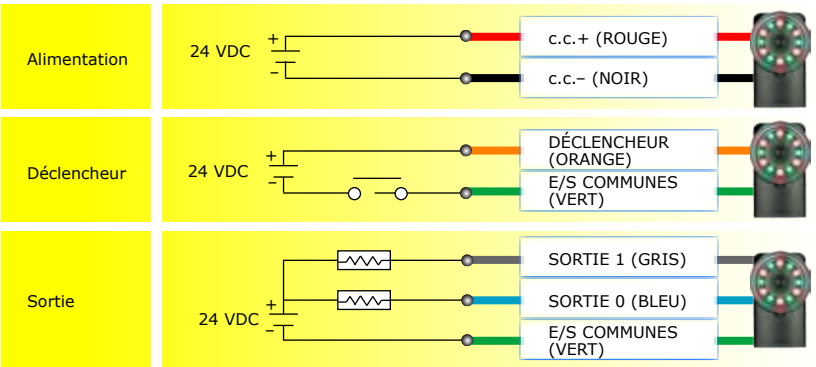 Alimentation
24 VDC
+
–
c.c.+ (ROUGE)
c.c.– (NOIR)
Déclencheur
24 VDC
+
–
DÉCLENCHEUR
(ORANGE)
E/S COMMUNES
(VERT)
Sortie
24 VDC
+
–
SORTIE 1 (GRIS)
SORTIE 0 (BLEU)
E/S COMMUNES
(VERT)